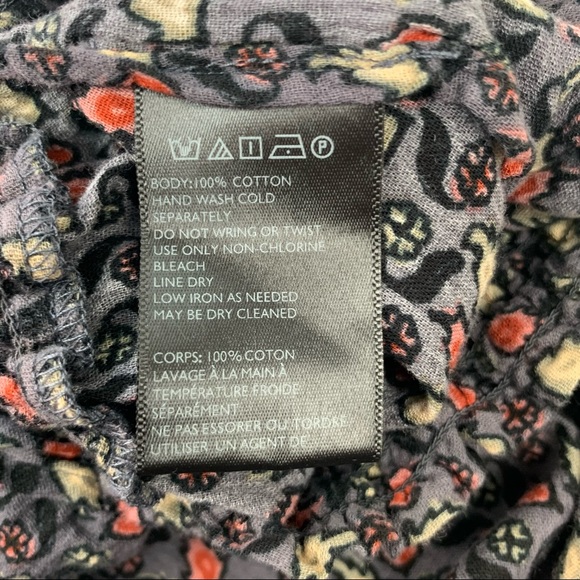 P
BODY:100% COTTON
HAND WASH COLD
SEPARATELY
DO NOT WRING OR TWIST
USE ONLY NON-CHLORINE
BLEACH
LINE DRY
LOW IRON AS NEEDED
MAY BE DRY CLEANED
CORPS: 100% COTON
LAVAGE À LA MAIN À
TEMPÉRATURE FROIDE
SÉPARÉMENT
NE PAS ESSORER OU TORDRE
UTILISER UN AGENT DE